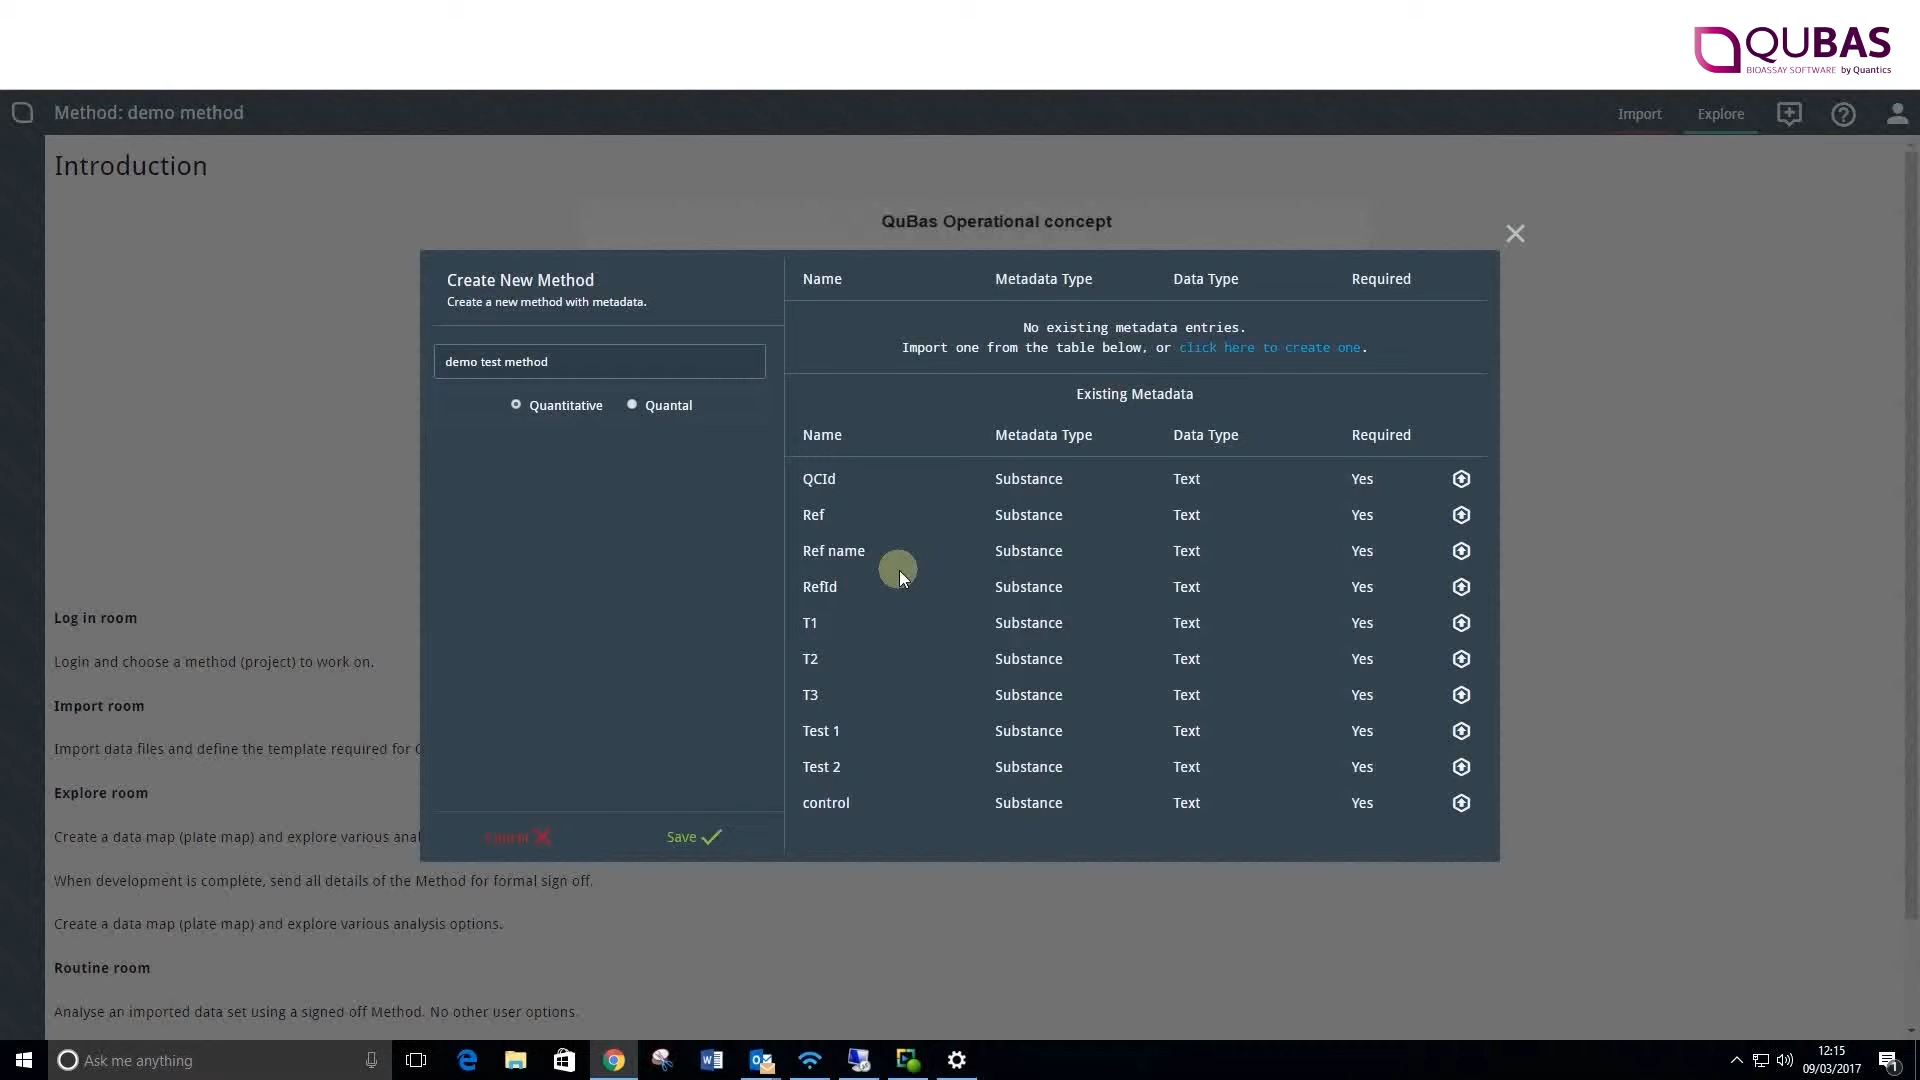 QUBAS
BIOASSAY SOFTWARE by Quantics
Method: demo method
Import
Explore
Introduction
QuBas Operational concept
Create New Method
Create a new method with metadata.
demo test method
Quantitative
Quantal
Cancel
Save
Name Metadata Type Data Type Required
No existing metadata entries.
Import one from the table below, or click here to create one.
Existing Metadata
Name Metadata Type Data Type Required
QCId Substance Text Yes
Ref Substance Text Yes
Ref name Substance Text Yes
RefId Substance Text Yes
T1 Substance Text Yes
T2 Substance Text Yes
T3 Substance Text Yes
Test 1 Substance Text Yes
Test 2 Substance Text Yes
control Substance Text Yes
Log in room
Login and choose a method (project) to work on.
Import room
Import data files and define the template required for
Explore room
Create a data map (plate map) and explore various
When development is complete, send all details of the Method for formal sign off.
Create a data map (plate map) and explore various analysis options.
Routine room
Analyse an imported data set using a signed off Method. No other user options.
Ask me anything
12:15
09/03/2017
1